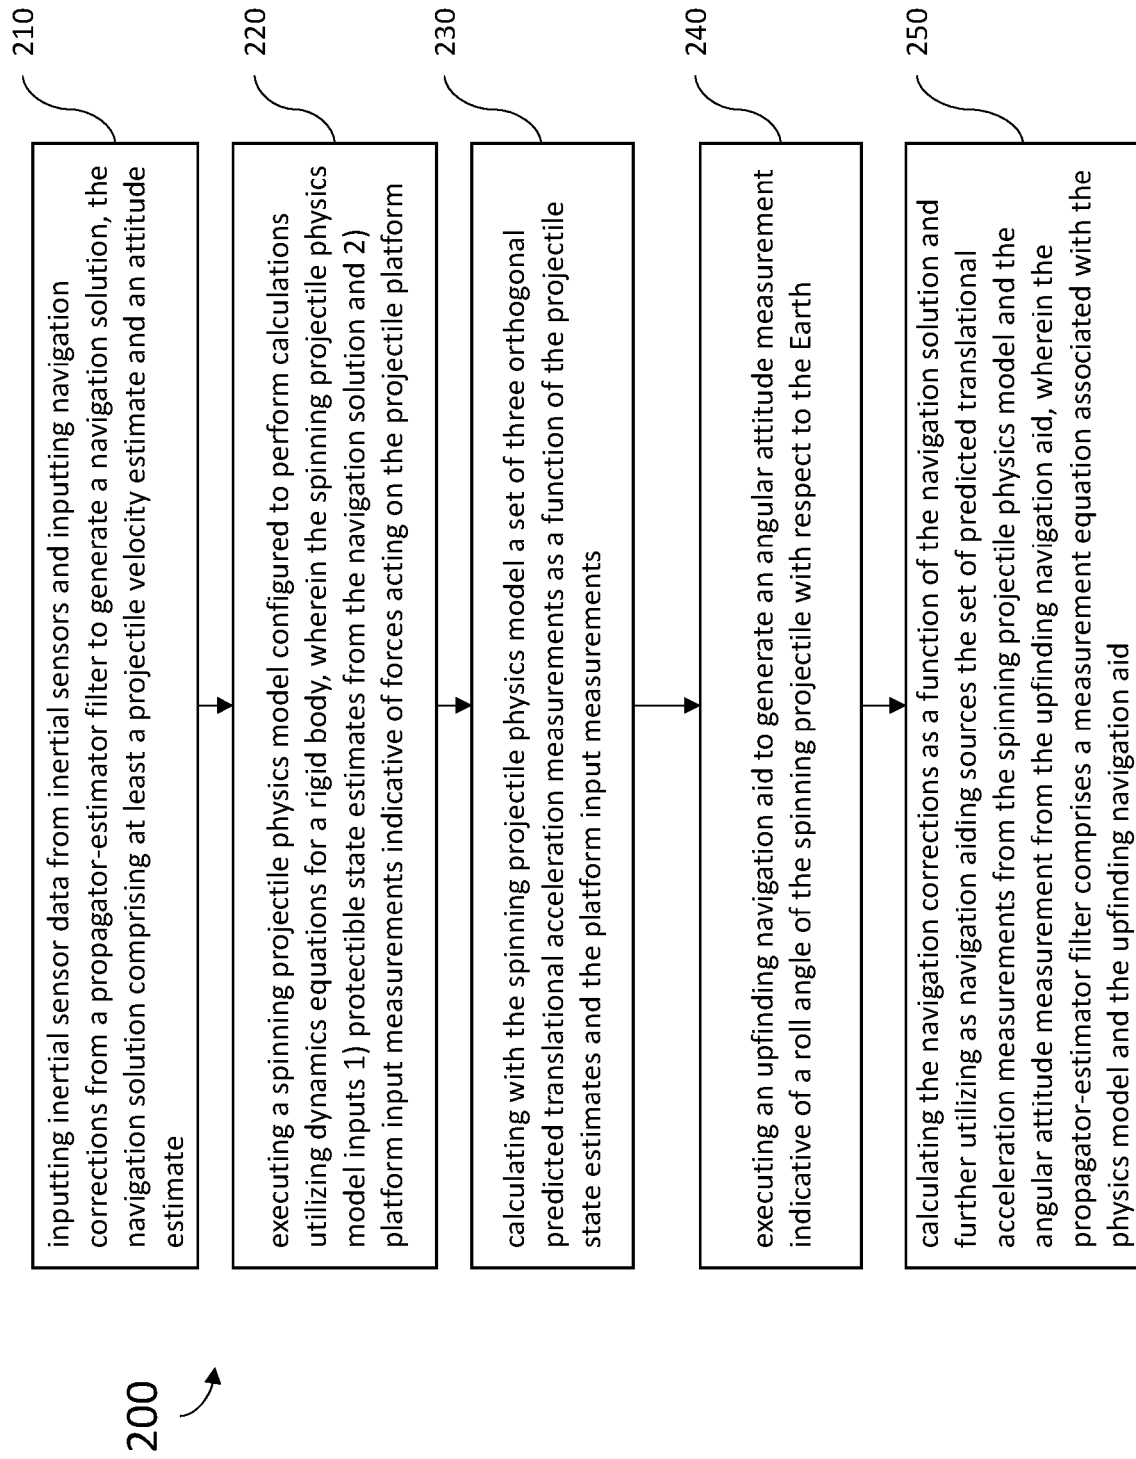 200
210
inputting inertial sensor data from inertial sensors and inputting navigation
corrections from a propagator-estimator filter to generate a navigation solution, the
navigation solution comprising at least a projectile velocity estimate and an attitude
estimate
220
executing a spinning projectile physics model configured to perform calculations
utilizing dynamics equations for a rigid body, wherein the spinning projectile physics
model inputs 1) protectible state estimates from the navigation solution and 2)
platform input measurements indicative of forces acting on the projectile platform
230
calculating with the spinning projectile physics model a set of three orthogonal
predicted translational acceleration measurements as a function of the projectile
state estimates and the platform input measurements
240
executing an upfinding navigation aid to generate an angular attitude measurement
indicative of a roll angle of the spinning projectile with respect to the Earth
250
calculating the navigation corrections as a function of the navigation solution and
further utilizing as navigation aiding sources the set of predicted translational
acceleration measurements from the spinning projectile physics model and the
angular attitude measurement from the upfinding navigation aid, wherein the
propagator-estimator filter comprises a measurement equation associated with the
physics model and the upfinding navigation aid